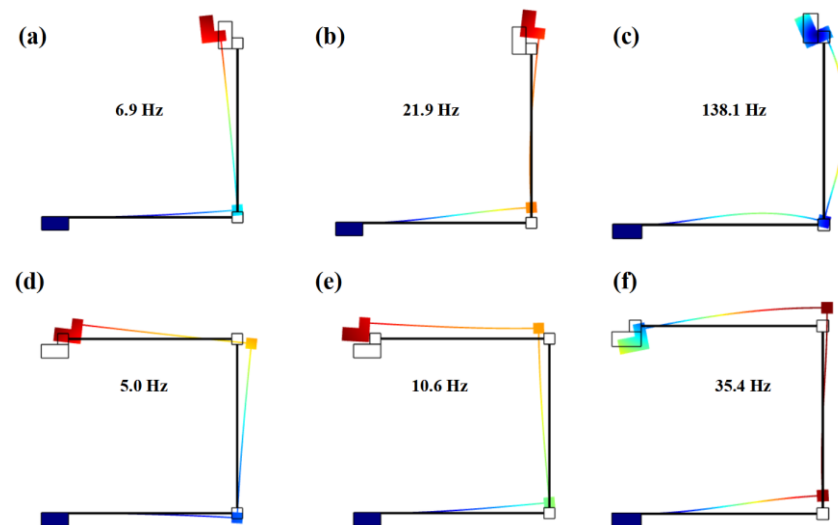 (a)
(b)
(c)
6.9 Hz
21.9 Hz
138.1 Hz
(d)
(e)
(f)
5.0 Hz
10.6 Hz
35.4 Hz